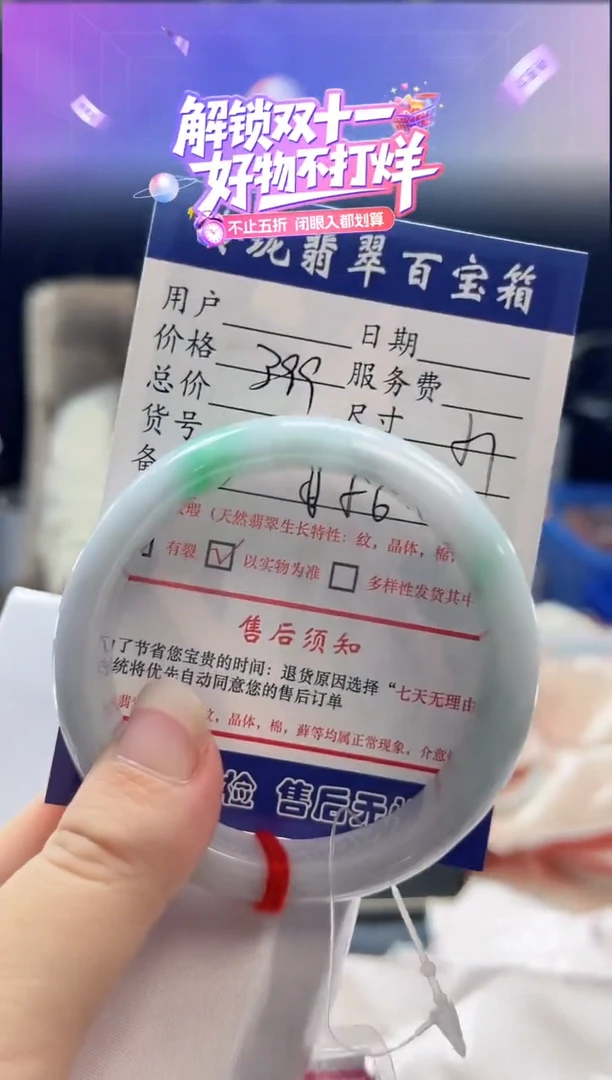 解锁双十一
好物不打烊
不止五折 闭眼入都划算
翡翠百宝箱
用户
日期
价格 399
服务费
总价
尺寸
货号
备
瑕（天然翡翠生长特性：纹，晶体，棉，
有裂 以实物为准 多样性发货其中
售后须知
了节省您宝贵的时间：退货原因选择“七天无理由
统将优先自动同意您的售后订单
纹，晶体，棉，藓等均属正常现象，介意
检 售后无